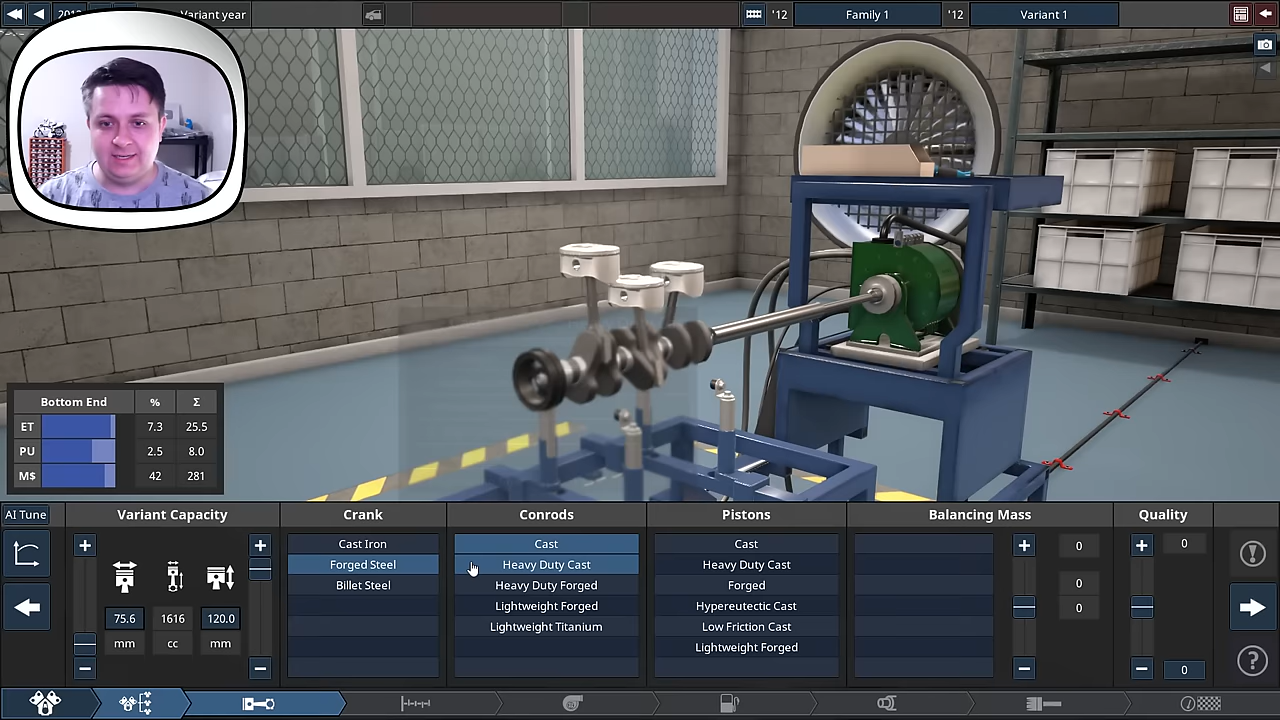 2012
Variant year
'12
Family 1
'12
Variant 1
Bottom End % Σ
ET 7.3 25.5
PU 2.5 8.0
M$ 42 281
AI Tune
Variant Capacity
75.6 1616 120.0
mm cc mm
Crank
Cast Iron
Forged Steel
Billet Steel
Conrods
Cast
Heavy Duty Cast
Heavy Duty Forged
Lightweight Forged
Lightweight Titanium
Pistons
Cast
Heavy Duty Cast
Forged
Hypereutectic Cast
Low Friction Cast
Lightweight Forged
Balancing Mass
0
0
0
Quality
0
0